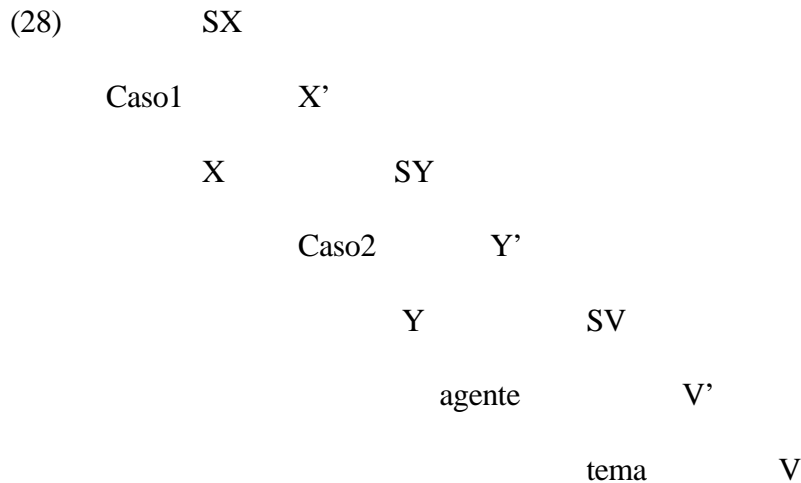 (28) SX
Caso1 X’
X SY
Caso2 Y’
Y SV
agente V’
tema V